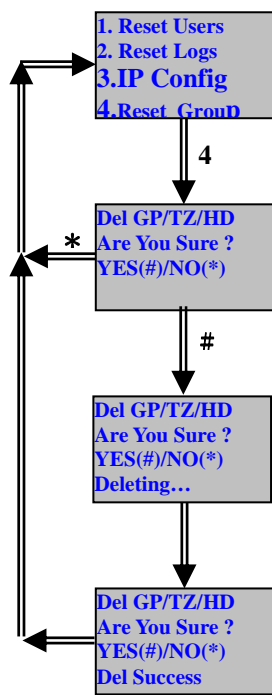 1. Reset Users
2. Reset Logs
3.IP Config
4.Reset Group
4
Del GP/TZ/HD
Are You Sure ?
YES(#)/NO(*)
*
#
Del GP/TZ/HD
Are You Sure ?
YES(#)/NO(*)
Deleting…
Del GP/TZ/HD
Are You Sure ?
YES(#)/NO(*)
Del Success